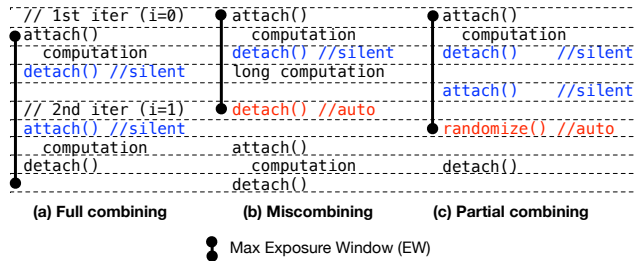 // 1st iter (i=0)
attach()
computation
detach() //silent
// 2nd iter (i=1)
attach() //silent
computation
detach()
(a) Full combining
attach()
computation
detach() //silent
long computation
detach() //auto
attach()
computation
detach()
(b) Miscombining
attach()
computation
detach() //silent
attach() //silent
randomize() //auto
detach()
(c) Partial combining
Max Exposure Window (EW)